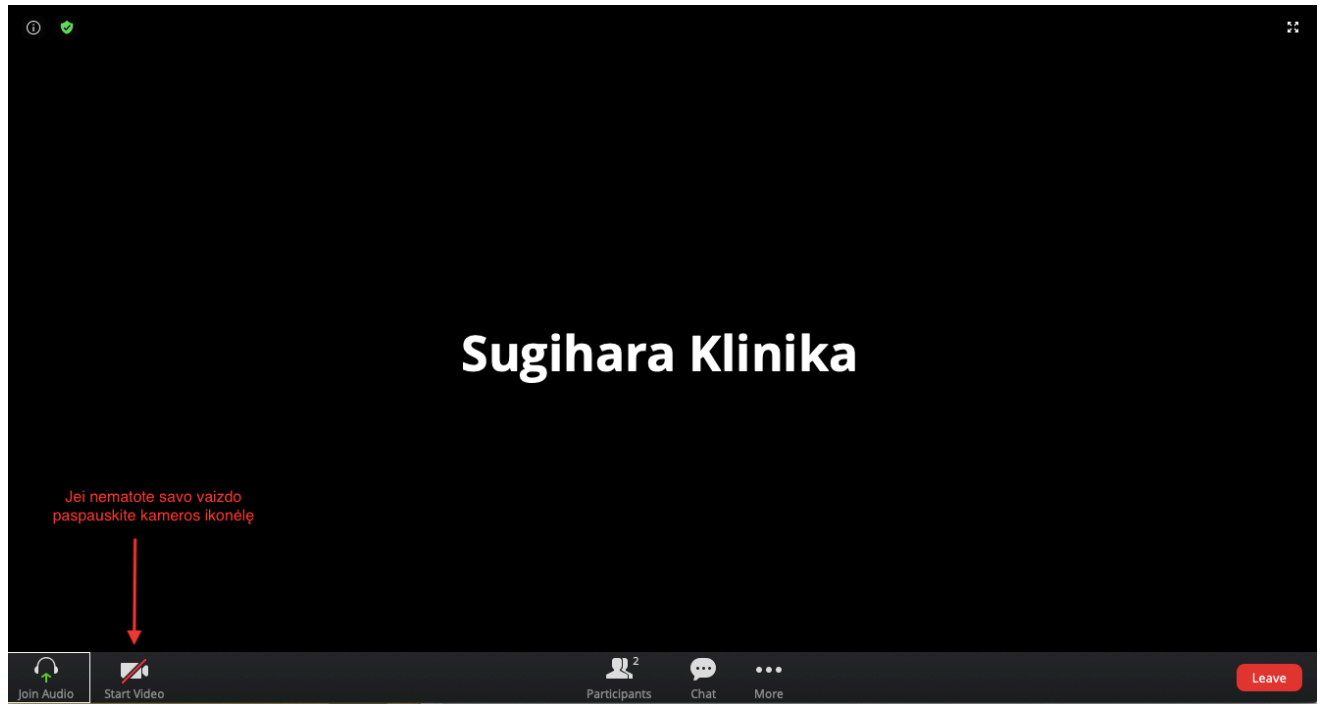 Sugihara Klinika
Jei nematote savo vaizdo
paspauskite kameros ikonėlę
2
Join Audio
Start Video
Participants
Chat
More
Leave